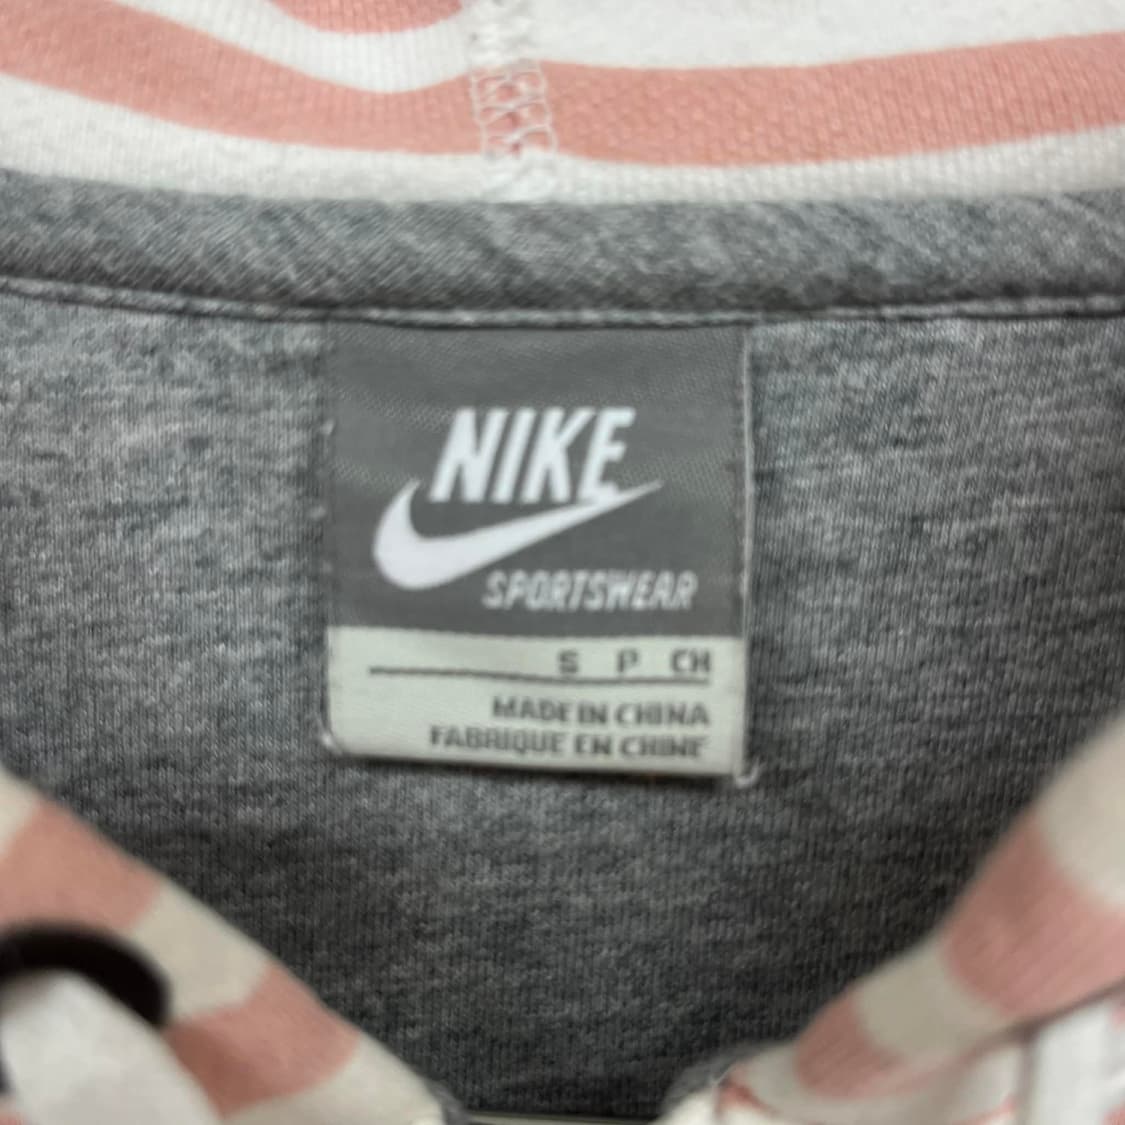 NIKE
SPORTSWEAR
S P CH
MADE IN CHINA
FABRIQUE EN CHINE